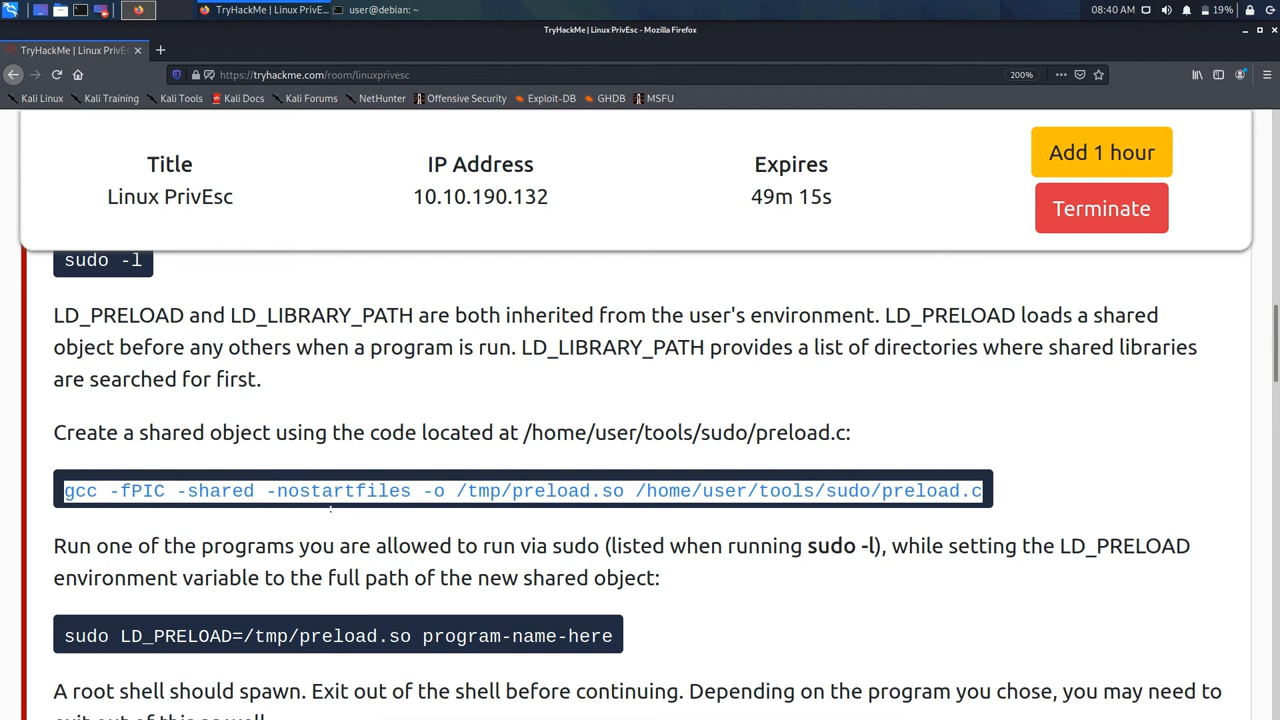 TryHackMe | Linux PrivE...
user@debian: ~
08:40 AM
19%
TryHackMe | Linux PrivEsc - Mozilla Firefox
TryHackMe | Linux PrivEsc
https://tryhackme.com/room/linuxprivesc
200%
Kali Linux
Kali Training
Kali Tools
Kali Docs
Kali Forums
NetHunter
Offensive Security
Exploit-DB
GHDB
MSFU
Title
IP Address
Expires
Add 1 hour
Linux PrivEsc
10.10.190.132
49m 15s
Terminate
sudo -l
LD_PRELOAD and LD_LIBRARY_PATH are both inherited from the user's environment. LD_PRELOAD loads a shared
object before any others when a program is run. LD_LIBRARY_PATH provides a list of directories where shared libraries
are searched for first.
Create a shared object using the code located at /home/user/tools/sudo/preload.c:
gcc -fPIC -shared -nostartfiles -o /tmp/preload.so /home/user/tools/sudo/preload.c
Run one of the programs you are allowed to run via sudo (listed when running sudo -l), while setting the LD_PRELOAD
environment variable to the full path of the new shared object:
sudo LD_PRELOAD=/tmp/preload.so program-name-here
A root shell should spawn. Exit out of the shell before continuing. Depending on the program you chose, you may need to
exit out of this as well.